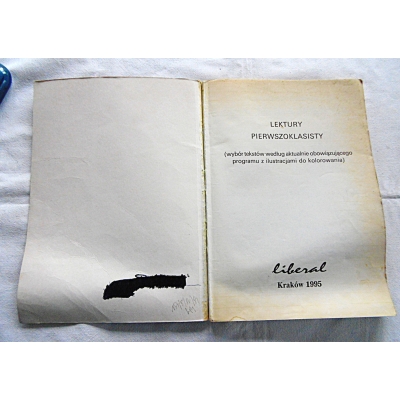 LEKTURY
PIERWSZOKLASISTY
(wybór tekstów według aktualnie obowiązującego
programu z ilustracjami do kolorowania)
liberal
Kraków 1995